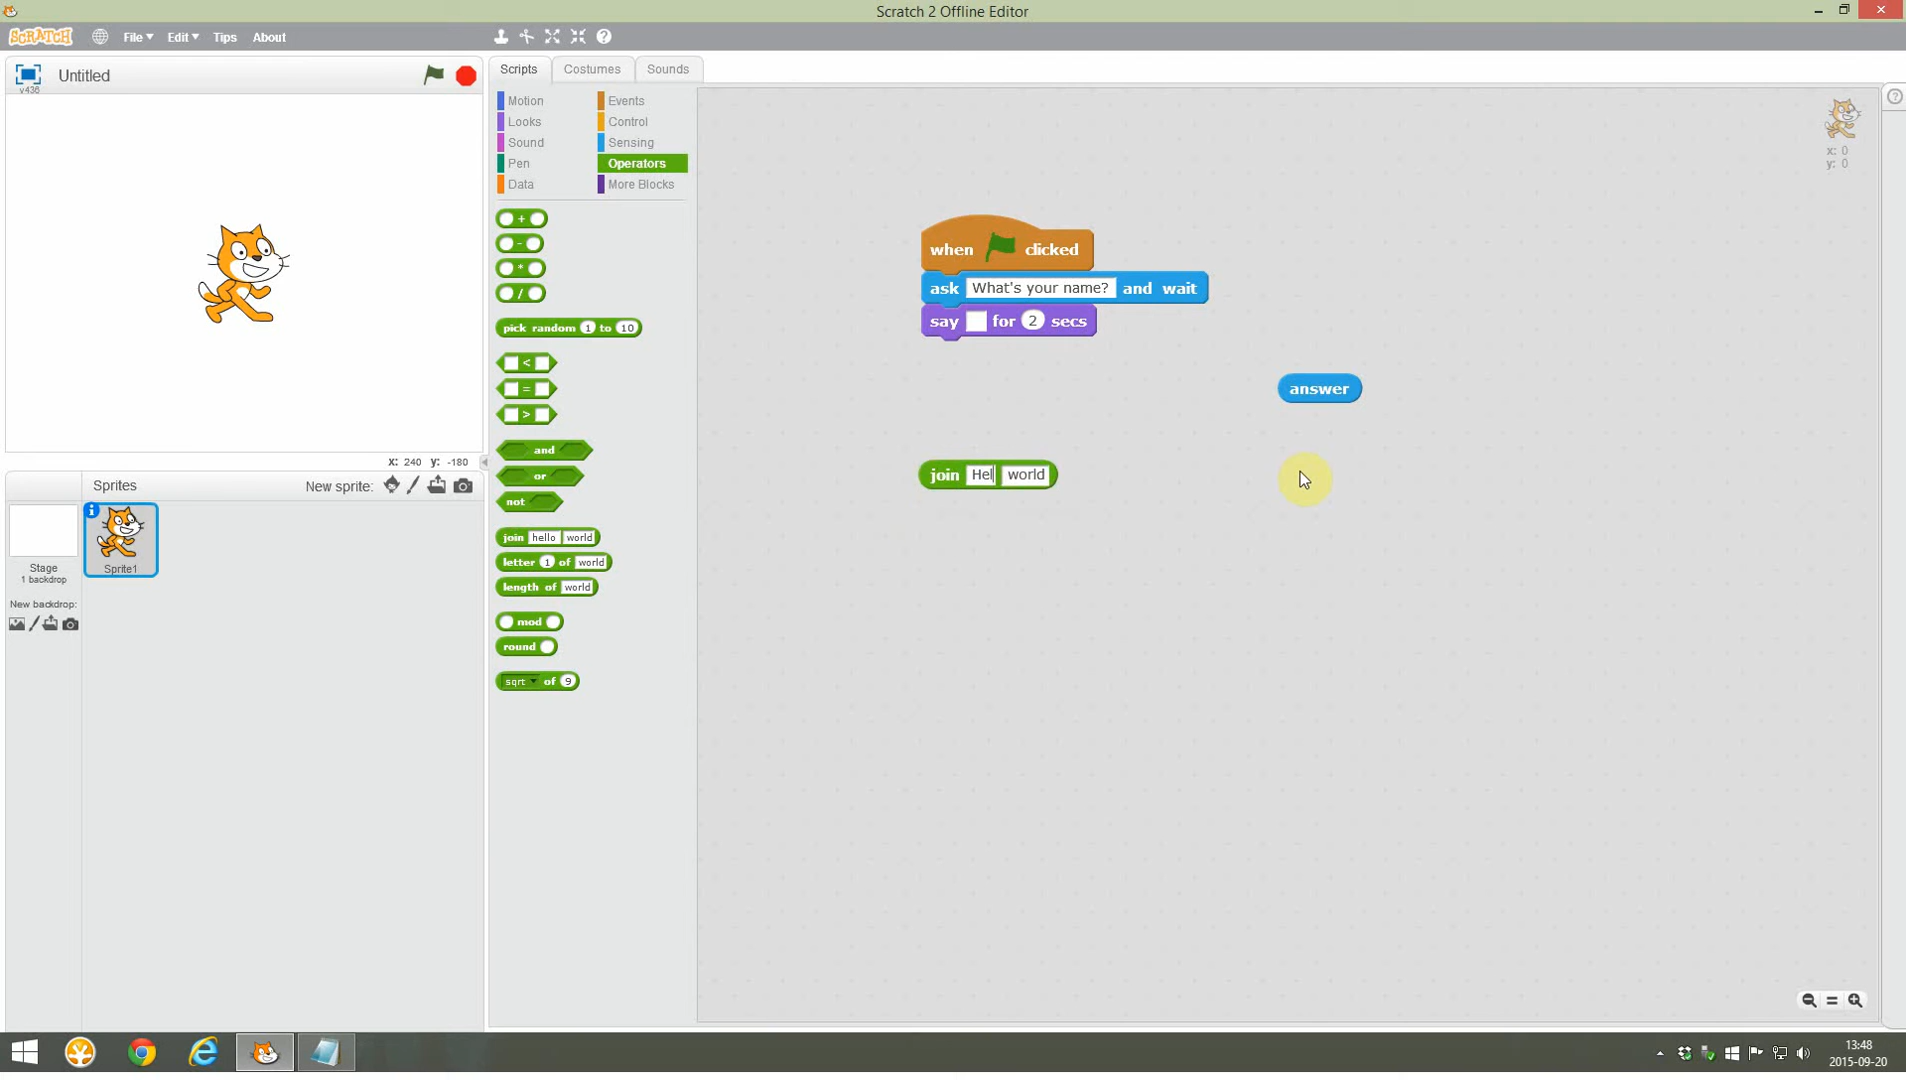 Scratch 2 Offline Editor
SCRATCH File Edit Tips About
v436
Untitled
x: 240 y: -180
Sprites New sprite:
Stage
1 backdrop
New backdrop:
Sprite1
Scripts Costumes Sounds
Motion Events
Looks Control
Sound Sensing
Pen Operators
Data More Blocks
+
-
*
/
pick random 1 to 10
<
=
>
and
or
not
join hello world
letter 1 of world
length of world
mod
round
sqrt of 9
when clicked
ask What's your name? and wait
say for 2 secs
answer
join Hel world
x: 0
y: 0
13:48
2015-09-20